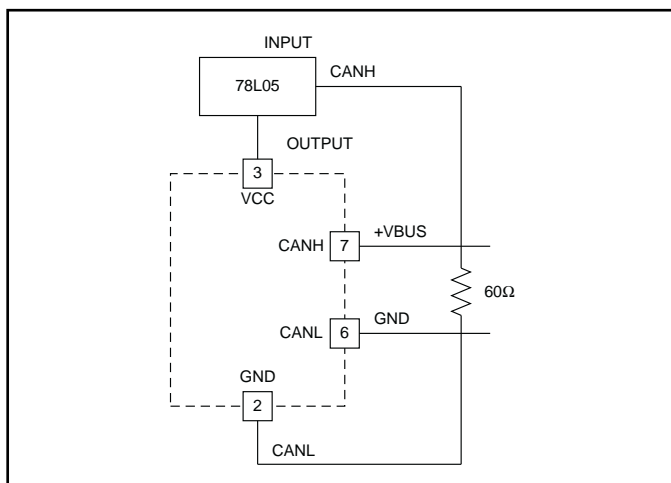 INPUT
78L05
CANH
OUTPUT
3
VCC
CANH
7
+VBUS
60Ω
CANL
6
GND
GND
2
CANL